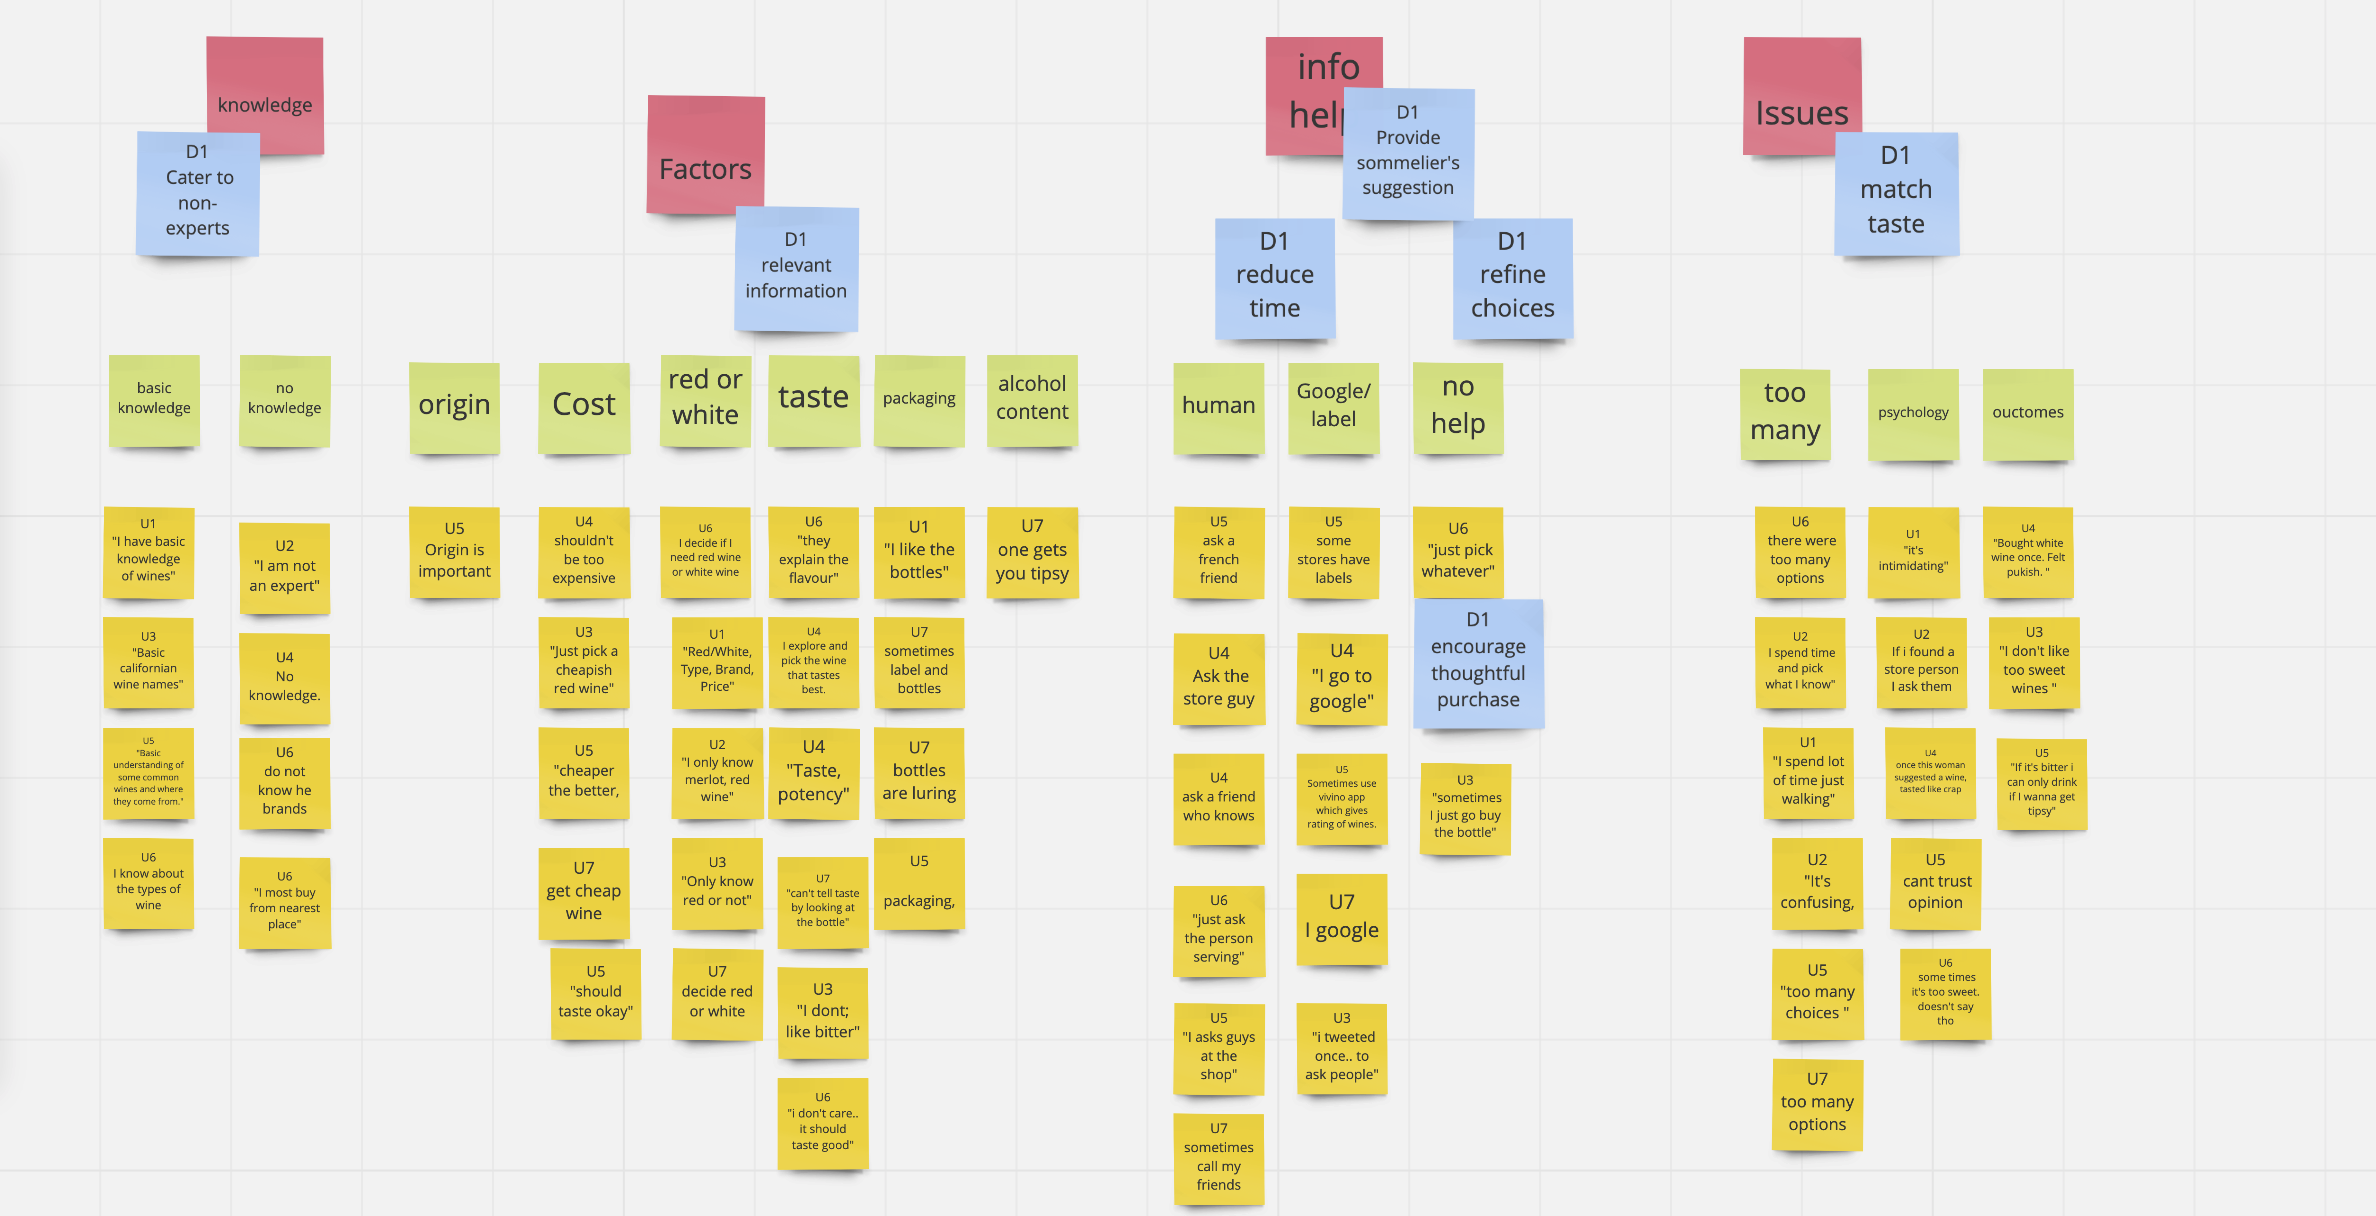 knowledge
D1
Cater to
non-
experts
Factors
D1
relevant
information
info
help
D1
Provide
sommelier's
suggestion
D1
reduce
time
D1
refine
choices
Issues
D1
match
taste
basic
knowledge
no
knowledge
origin
Cost
red or
white
taste
packaging
alcohol
content
human
Google/
label
no
help
too
many
psychology
ouctomes
U1
"I have basic
knowledge
of wines"
U3
"Basic
californian
wine names"
U5
"Basic
understanding of
some common
wines and where
they come from."
U6
I know about
the types of
wine
U2
"I am not
an expert"
U4
No
knowledge.
U6
do not
know he
brands
U6
"I most buy
from nearest
place"
U5
Origin is
important
U4
shouldn't
be too
expensive
U3
"Just pick a
cheapish
red wine"
U5
"cheaper
the better,
U7
get cheap
wine
U5
"should
taste okay"
U6
I decide if I
need red wine
or white wine
U1
"Red/White,
Type, Brand,
Price"
U2
"I only know
merlot, red
wine"
U3
"Only know
red or not"
U7
decide red
or white
U6
"they
explain the
flavour"
U4
I explore and
pick the wine
that tastes
best.
U4
"Taste,
potency"
U7
"can't tell taste
by looking at
the bottle"
U3
"I dont;
like bitter"
U6
"i don't care..
it should
taste good"
U1
"I like the
bottles"
U7
sometimes
label and
bottles
U7
bottles
are luring
U5
packaging,
U7
one gets
you tipsy
U5
ask a
french
friend
U4
Ask the
store guy
U4
ask a friend
who knows
U6
"just ask
the person
serving"
U5
"I asks guys
at the
shop"
U7
sometimes
call my
friends
U5
some
stores have
labels
U4
"I go to
google"
U5
Sometimes use
vivino app
which gives
rating of wines.
U7
I google
U3
"i tweeted
once.. to
ask people"
U6
"just pick
whatever"
D1
encourage
thoughtful
purchase
U3
"sometimes
I just go buy
the bottle"
U6
there were
too many
options
U2
I spend time
and pick
what I know"
U1
"I spend lot
of time just
walking"
U2
"It's
confusing,
U5
"too many
choices "
U7
too many
options
U1
"it's
intimidating"
U2
If i found a
store person
I ask them
U4
once this woman
suggested a wine,
tasted like crap
U5
cant trust
opinion
U6
some times
it's too sweet.
doesn't say
tho
U4
"Bought white
wine once. Felt
pukish. "
U3
"I don't like
too sweet
wines "
U5
"If it's bitter i
can only drink
if I wanna get
tipsy"